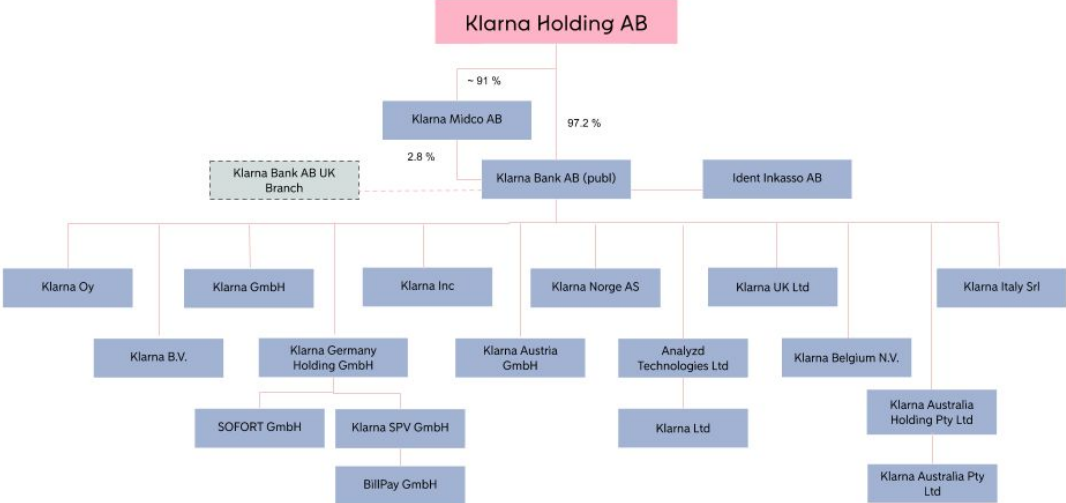 Klarna Holding AB
~ 91 %
Klarna Midco AB
97.2 %
2.8 %
Klarna Bank AB UK
Branch
Klarna Bank AB (publ)
Ident Inkasso AB
Klarna Oy
Klarna GmbH
Klarna Inc
Klarna Norge AS
Klarna UK Ltd
Klarna Italy Srl
Klarna B.V.
Klarna Germany
Holding GmbH
Klarna Austria
GmbH
Analyzd
Technologies Ltd
Klarna Belgium N.V.
SOFORT GmbH
Klarna SPV GmbH
Klarna Ltd
Klarna Australia
Holding Pty Ltd
BillPay GmbH
Klarna Australia Pty
Ltd